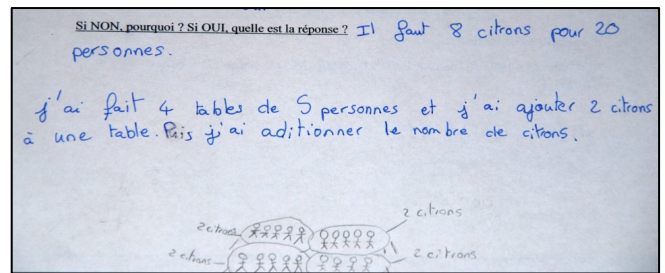 Si NON, pourquoi ? Si OUI, quelle est la réponse ? Il faut 8 citrons pour 20
personnes.
j'ai fait 4 tables de 5 personnes et j'ai ajouter 2 citrons
à une table. Puis j'ai aditionner le nombre de citrons.
2 citrons
2 citrons
2 citrons
2 citrons